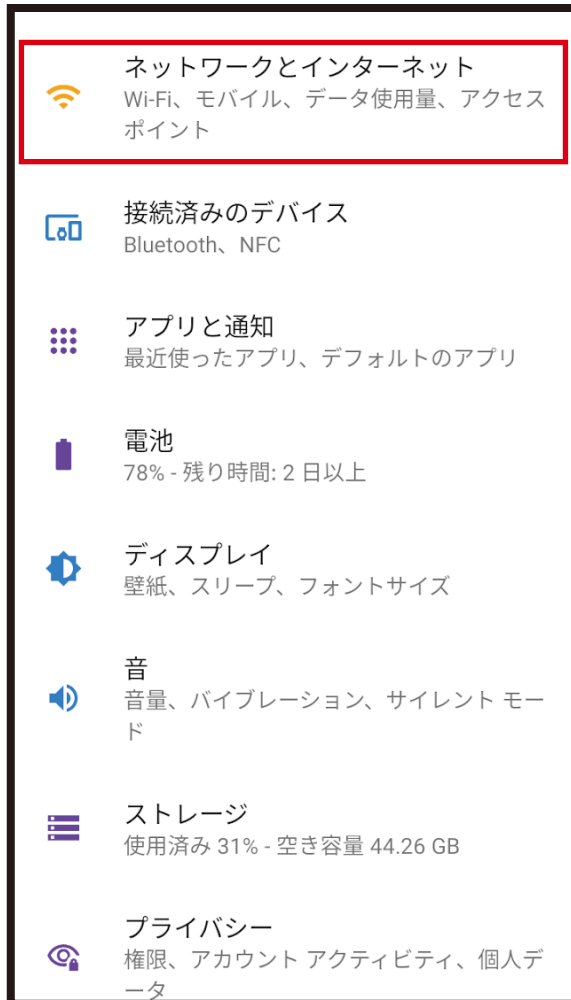 ネットワークとインターネット
Wi-Fi、モバイル、データ使用量、アクセス
ポイント
接続済みのデバイス
Bluetooth、NFC
アプリと通知
最近使ったアプリ、デフォルトのアプリ
電池
78% - 残り時間: 2 日以上
ディスプレイ
壁紙、スリープ、フォントサイズ
音
音量、バイブレーション、サイレント モー
ド
ストレージ
使用済み 31% - 空き容量 44.26 GB
プライバシー
権限、アカウント アクティビティ、個人デ
ータ